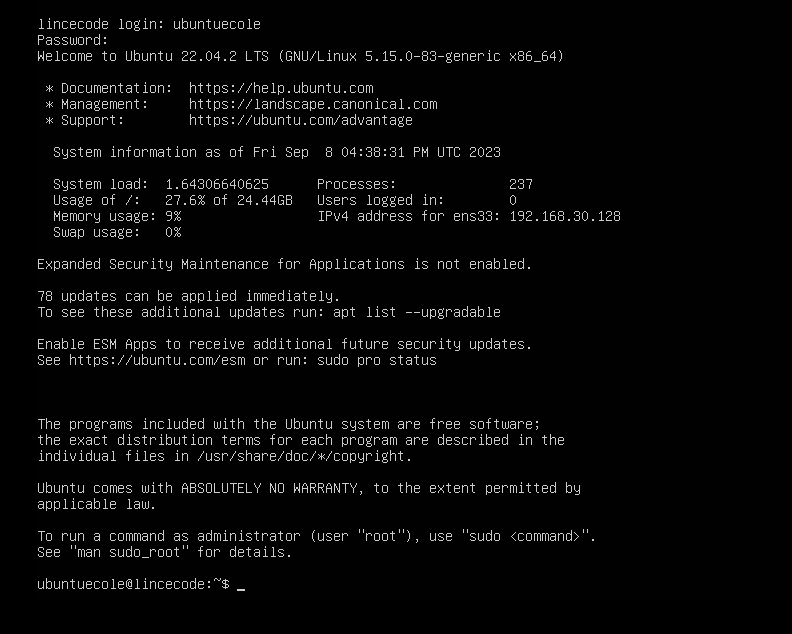 lincecode login: ubuntuecole
Password:
Welcome to Ubuntu 22.04.2 LTS (GNU/Linux 5.15.0-83-generic x86_64)
* Documentation:  https://help.ubuntu.com
* Management:     https://landscape.canonical.com
* Support:        https://ubuntu.com/advantage
System information as of Fri Sep  8 04:38:31 PM UTC 2023
System load:  1.64306640625      Processes:              237
Usage of /:   27.6% of 24.44GB   Users logged in:        0
Memory usage: 9%                 IPv4 address for ens33: 192.168.30.128
Swap usage:   0%
Expanded Security Maintenance for Applications is not enabled.
78 updates can be applied immediately.
To see these additional updates run: apt list --upgradable
Enable ESM Apps to receive additional future security updates.
See https://ubuntu.com/esm or run: sudo pro status
The programs included with the Ubuntu system are free software;
the exact distribution terms for each program are described in the
individual files in /usr/share/doc/*/copyright.
Ubuntu comes with ABSOLUTELY NO WARRANTY, to the extent permitted by
applicable law.
To run a command as administrator (user "root"), use "sudo <command>".
See "man sudo_root" for details.
ubuntuecole@lincecode:~$ _